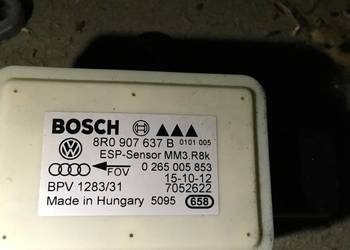 BOSCH
8R0 907 637 B 0101 005
ESP-Sensor MM3.R8k
FOV 0 265 005 853
15-10-12
BPV 1283/31 7052622
Made in Hungary 5095 658